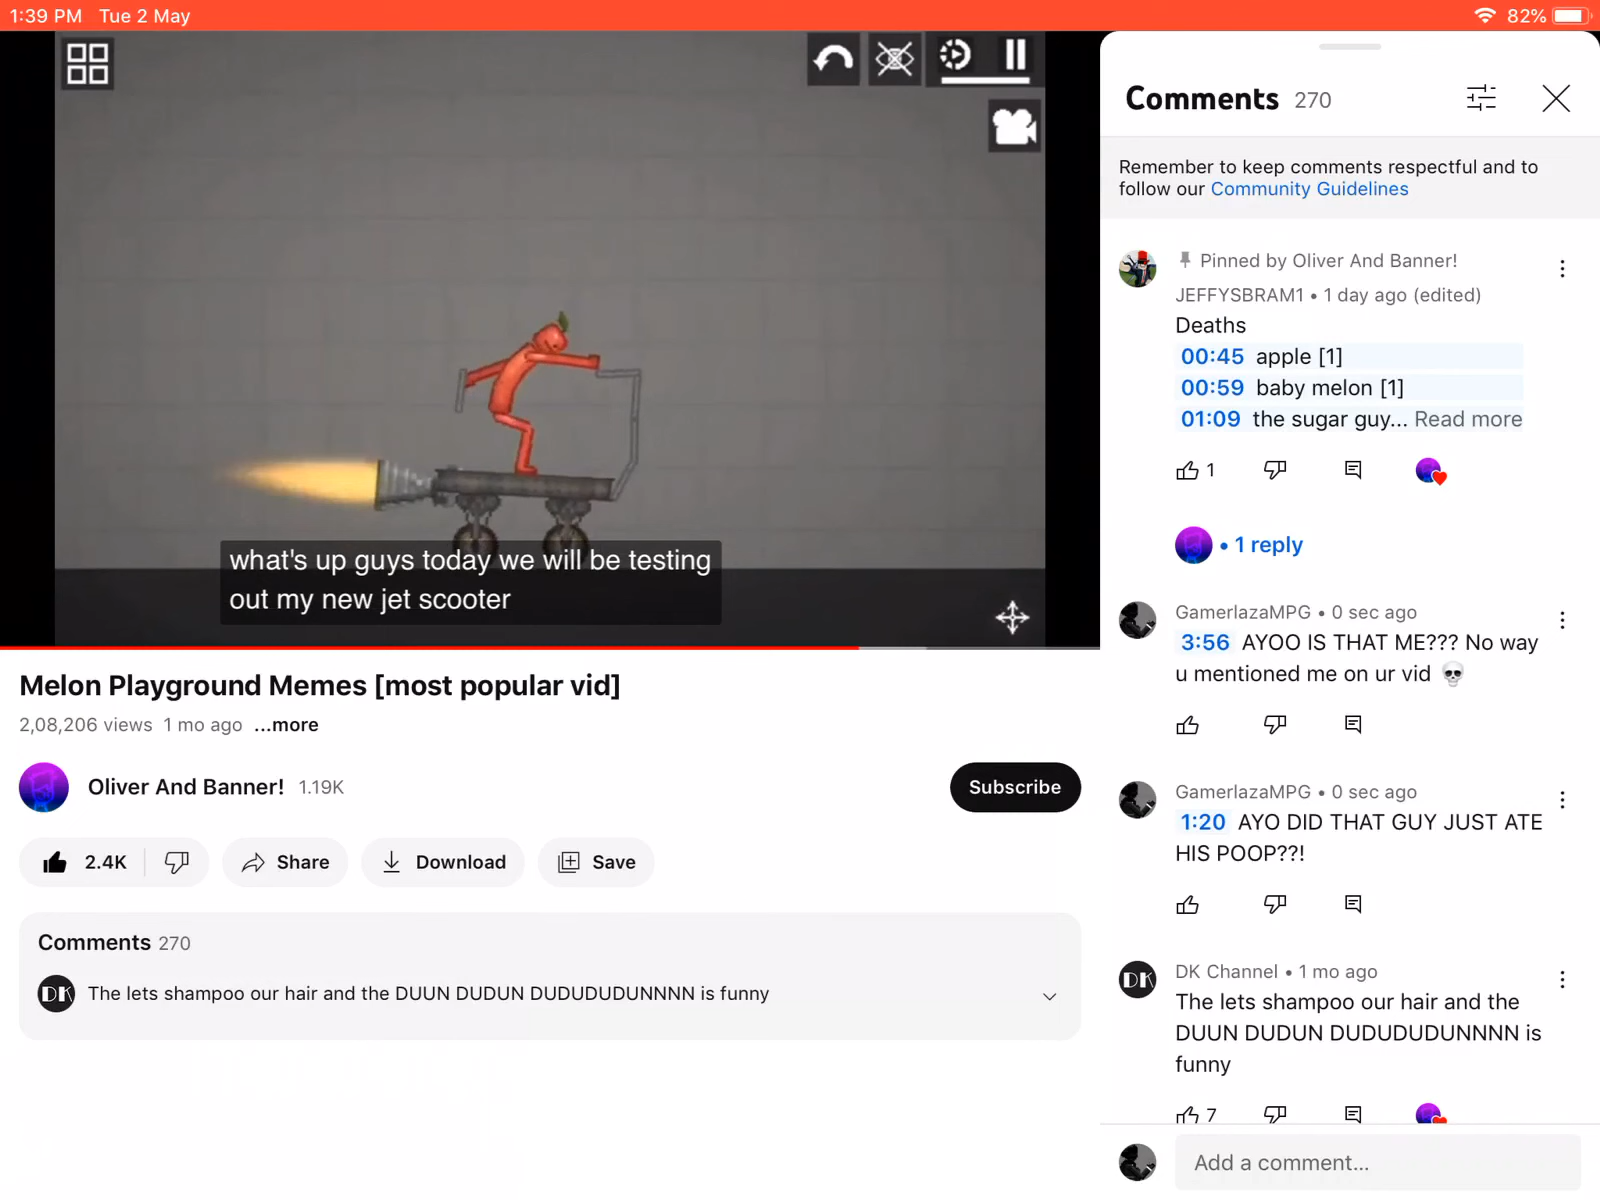 1:39 PM Tue 2 May
82%
what's up guys today we will be testing
out my new jet scooter
Melon Playground Memes [most popular vid]
2,08,206 views 1 mo ago ...more
Oliver And Banner! 1.19K
Subscribe
2.4K
Share
Download
Save
Comments 270
DK
The lets shampoo our hair and the DUUN DUDUN DUDUDUDUNNNN is funny
Comments 270
Remember to keep comments respectful and to
follow our Community Guidelines
Pinned by Oliver And Banner!
JEFFYSBRAM1 • 1 day ago (edited)
Deaths
00:45 apple [1]
00:59 baby melon [1]
01:09 the sugar guy... Read more
1
• 1 reply
GamerlazaMPG • 0 sec ago
3:56 AYOO IS THAT ME??? No way
u mentioned me on ur vid 💀
GamerlazaMPG • 0 sec ago
1:20 AYO DID THAT GUY JUST ATE
HIS POOP??!
DK
DK Channel • 1 mo ago
The lets shampoo our hair and the
DUUN DUDUN DUDUDUDUNNNN is
funny
7
Add a comment...